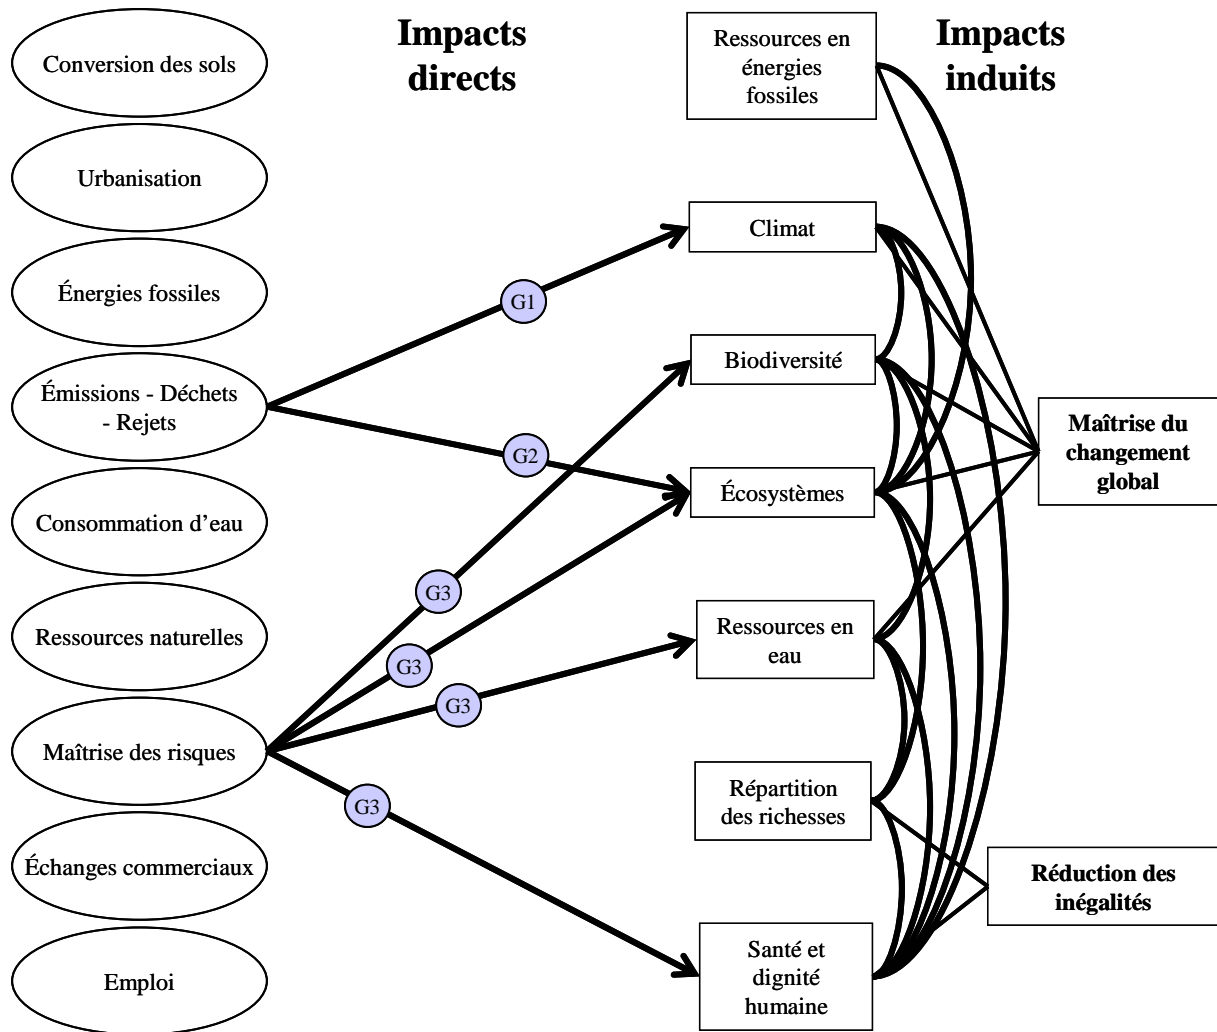 Impacts
directs
Impacts
induits
Conversion des sols
Urbanisation
Énergies fossiles
Émissions - Déchets
- Rejets
Consommation d’eau
Ressources naturelles
Maîtrise des risques
Échanges commerciaux
Emploi
G1
G2
G3
G3
G3
G3
Ressources en
énergies
fossiles
Climat
Biodiversité
Écosystèmes
Ressources en
eau
Répartition
des richesses
Santé et
dignité
humaine
Maîtrise du
changement
global
Réduction des
inégalités